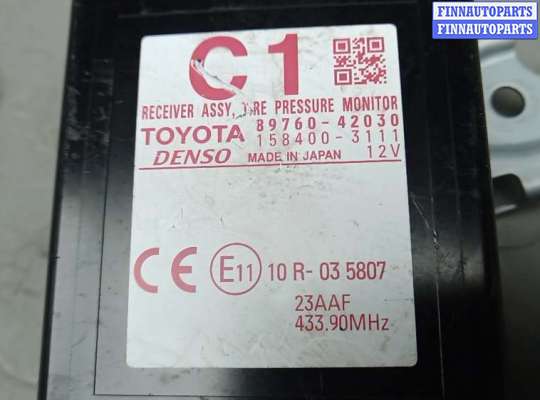 FINNAUTOPARTS
FINNAUTOPARTS
C1
RECEIVER ASSY, TIRE PRESSURE MONITOR
TOYOTA 89760-42030
158400-3111
DENSO MADE IN JAPAN 12V
CE E11 10 R-03 5807
23AAF
433.90MHz